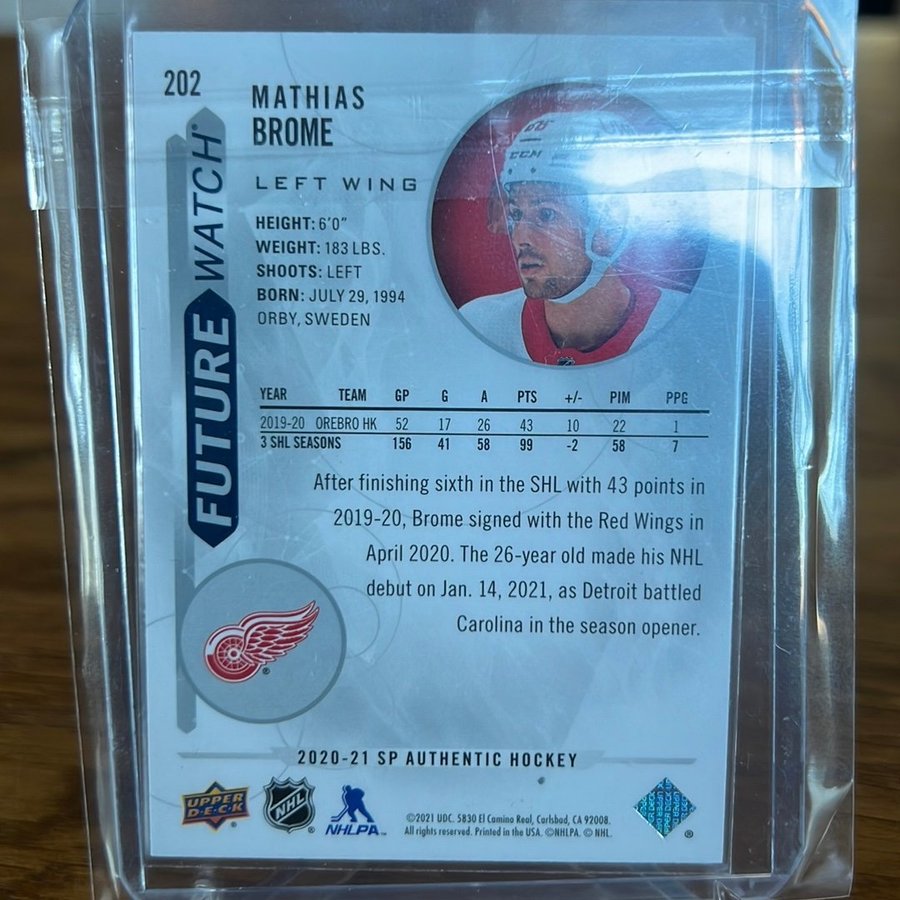 202
MATHIAS
BROME
LEFT WING
HEIGHT: 6'0"
WEIGHT: 183 LBS.
SHOOTS: LEFT
BORN: JULY 29, 1994
ORBY, SWEDEN
FUTURE WATCH®
CCM
YEAR TEAM GP G A PTS +/- PIM PPG
2019-20 OREBRO HK 52 17 26 43 10 22 1
3 SHL SEASONS 156 41 58 99 -2 58 7
After finishing sixth in the SHL with 43 points in
2019-20, Brome signed with the Red Wings in
April 2020. The 26-year old made his NHL
debut on Jan. 14, 2021, as Detroit battled
Carolina in the season opener.
®
2020-21 SP AUTHENTIC HOCKEY
UPPER
D·E·C·K®
NHL®
NHLPA™
©2021 UDC. 5830 El Camino Real, Carlsbad, CA 92008.
All rights reserved. Printed in the USA. ©NHLPA. © NHL.
UPPER DECK
®